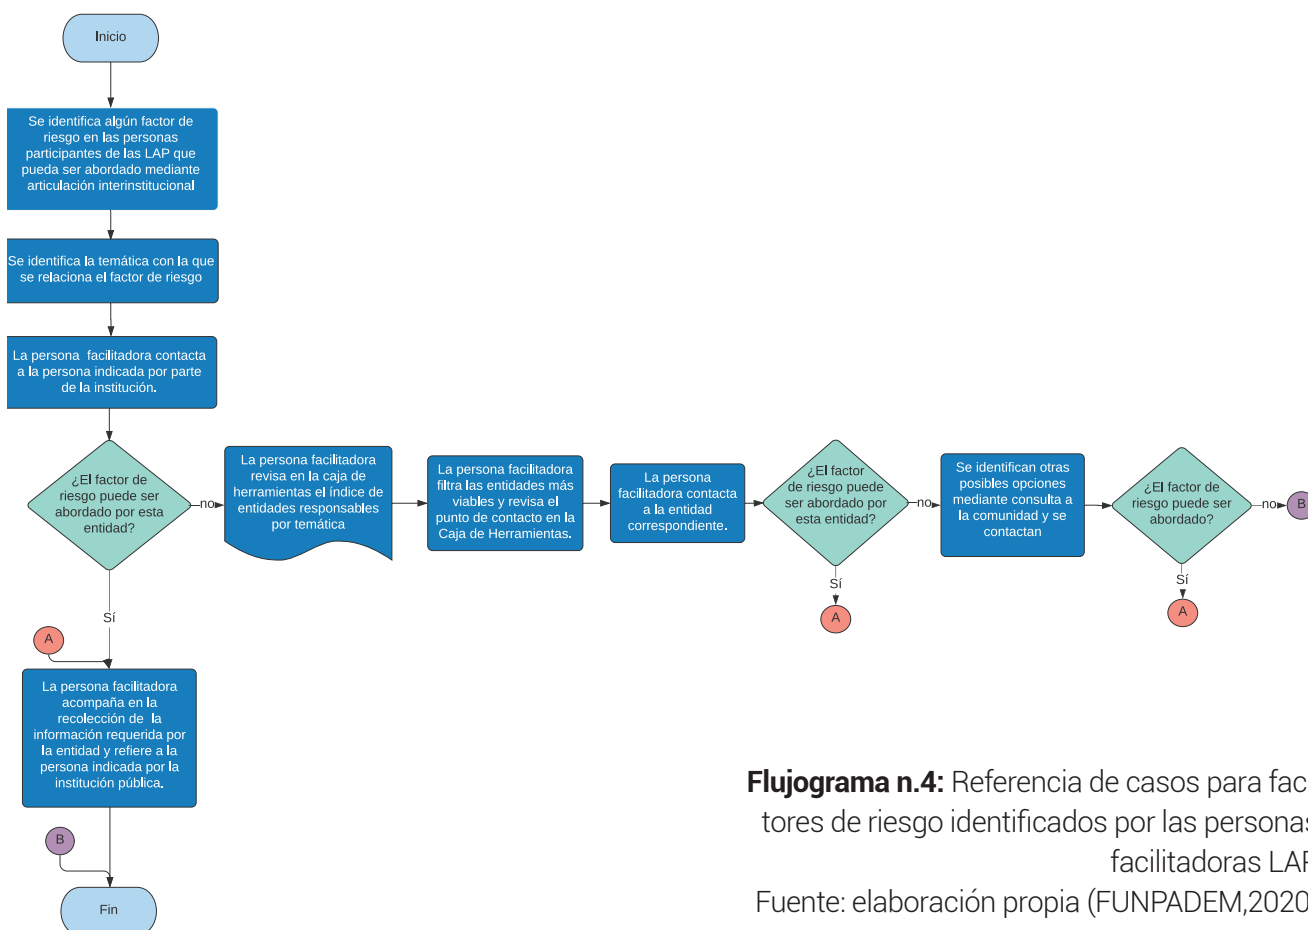 Inicio
Se identifica algún factor de
riesgo en las personas
participantes de las LAP que
pueda ser abordado mediante
articulación interinstitucional
Se identifica la temática con la que
se relaciona el factor de riesgo
La persona facilitadora contacta
a la persona indicada por parte
de la institución.
¿El factor de
riesgo puede ser
abordado por esta
entidad?
no
La persona facilitadora
revisa en la caja de
herramientas el índice de
entidades responsables
por temática
La persona facilitadora
filtra las entidades más
viables y revisa el
punto de contacto en la
Caja de Herramientas.
La persona
facilitadora contacta
a la entidad
correspondiente.
¿El factor
de riesgo puede
ser abordado por
esta entidad?
no
Se identifican otras
posibles opciones
mediante consulta a
la comunidad y se
contactan
¿El factor de
riesgo puede ser
abordado?
no
B
Sí
A
Sí
A
Sí
A
La persona facilitadora
acompaña en la
recolección de la
información requerida por
la entidad y refiere a la
persona indicada por la
institución pública.
B
Fin
Flujograma n.4: Referencia de casos para fac
tores de riesgo identificados por las personas
facilitadoras LAP
Fuente: elaboración propia (FUNPADEM,2020